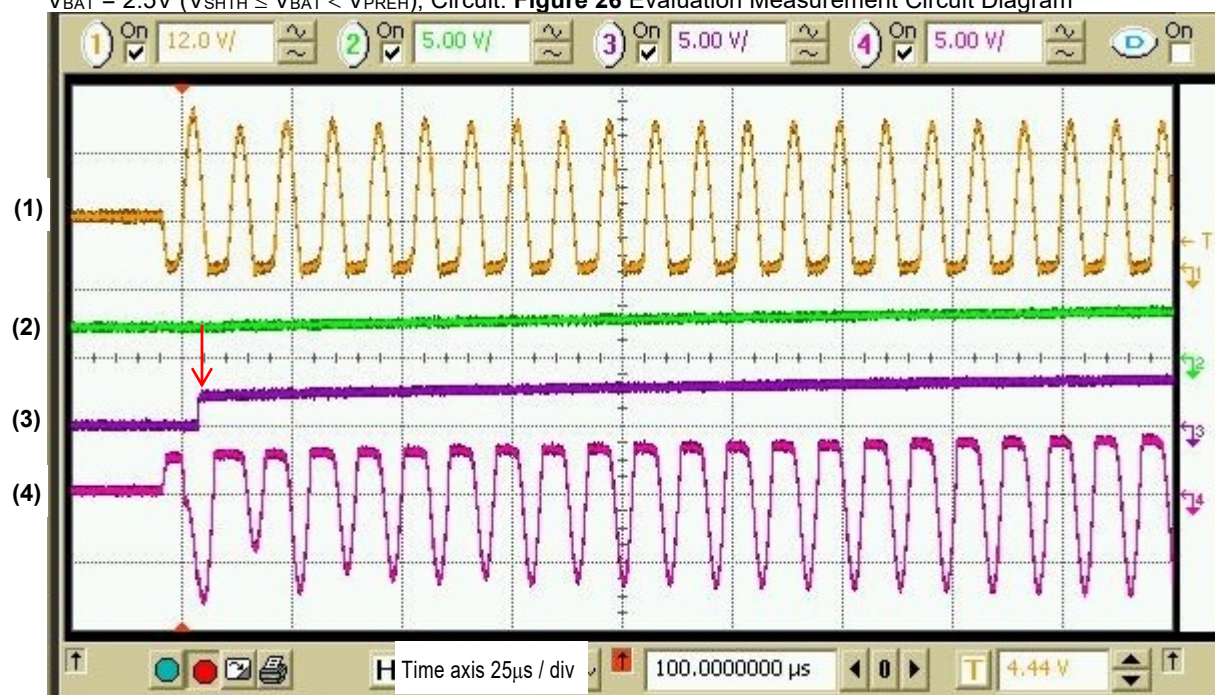 VBAT = 2.5V (VSHTH ≤ VBAT < VPREH), Circuit: Figure 26 Evaluation Measurement Circuit Diagram
1 On 12.0 V/ 2 On 5.00 V/ 3 On 5.00 V/ 4 On 5.00 V/ D On
(1)
T
1
(2)
2
(3)
3
(4)
4
H Time axis 25µs / div 100.0000000 µs 0 T 4.44 V